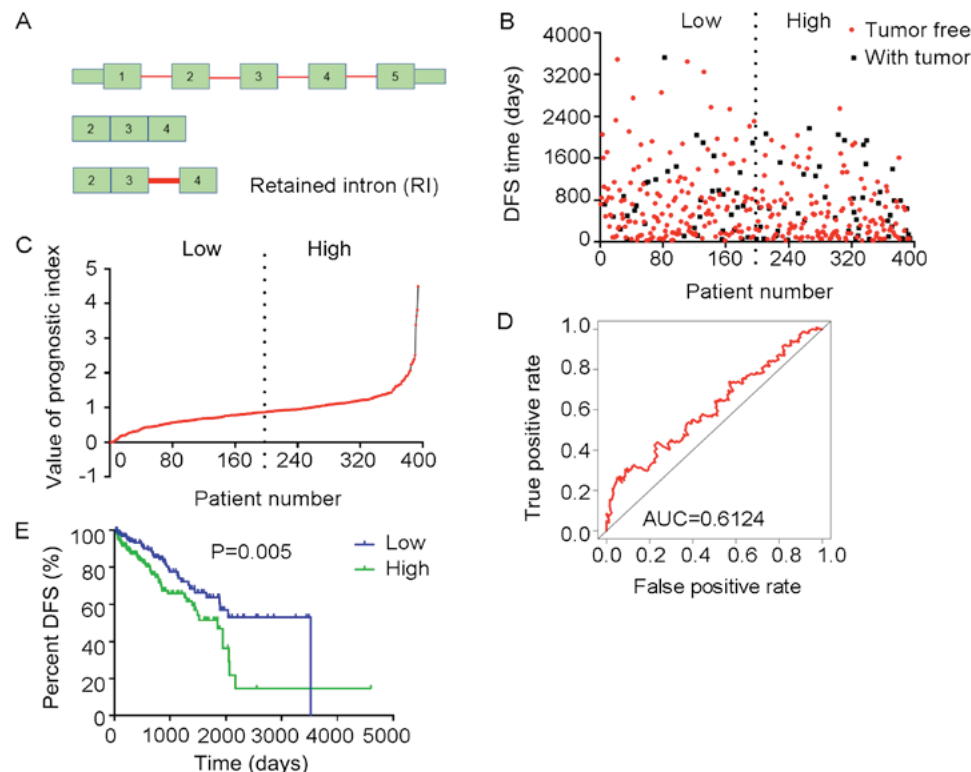 A
1 2 3 4 5
2 3 4
2 3 4
Retained intron (RI)
B
Low High
Tumor free
With tumor
DFS time (days)
4000
3200
2400
1600
800
0
0 80 160 240 320 400
Patient number
C
Low High
Value of prognostic index
5
4
3
2
1
0
-1
0 80 160 240 320 400
Patient number
D
True positive rate
1.0
0.8
0.6
0.4
0.2
0.0
AUC=0.6124
0.0 0.2 0.4 0.6 0.8 1.0
False positive rate
E
P=0.005
Low
High
Percent DFS (%)
100
80
60
40
20
0
0 1000 2000 3000 4000 5000
Time (days)